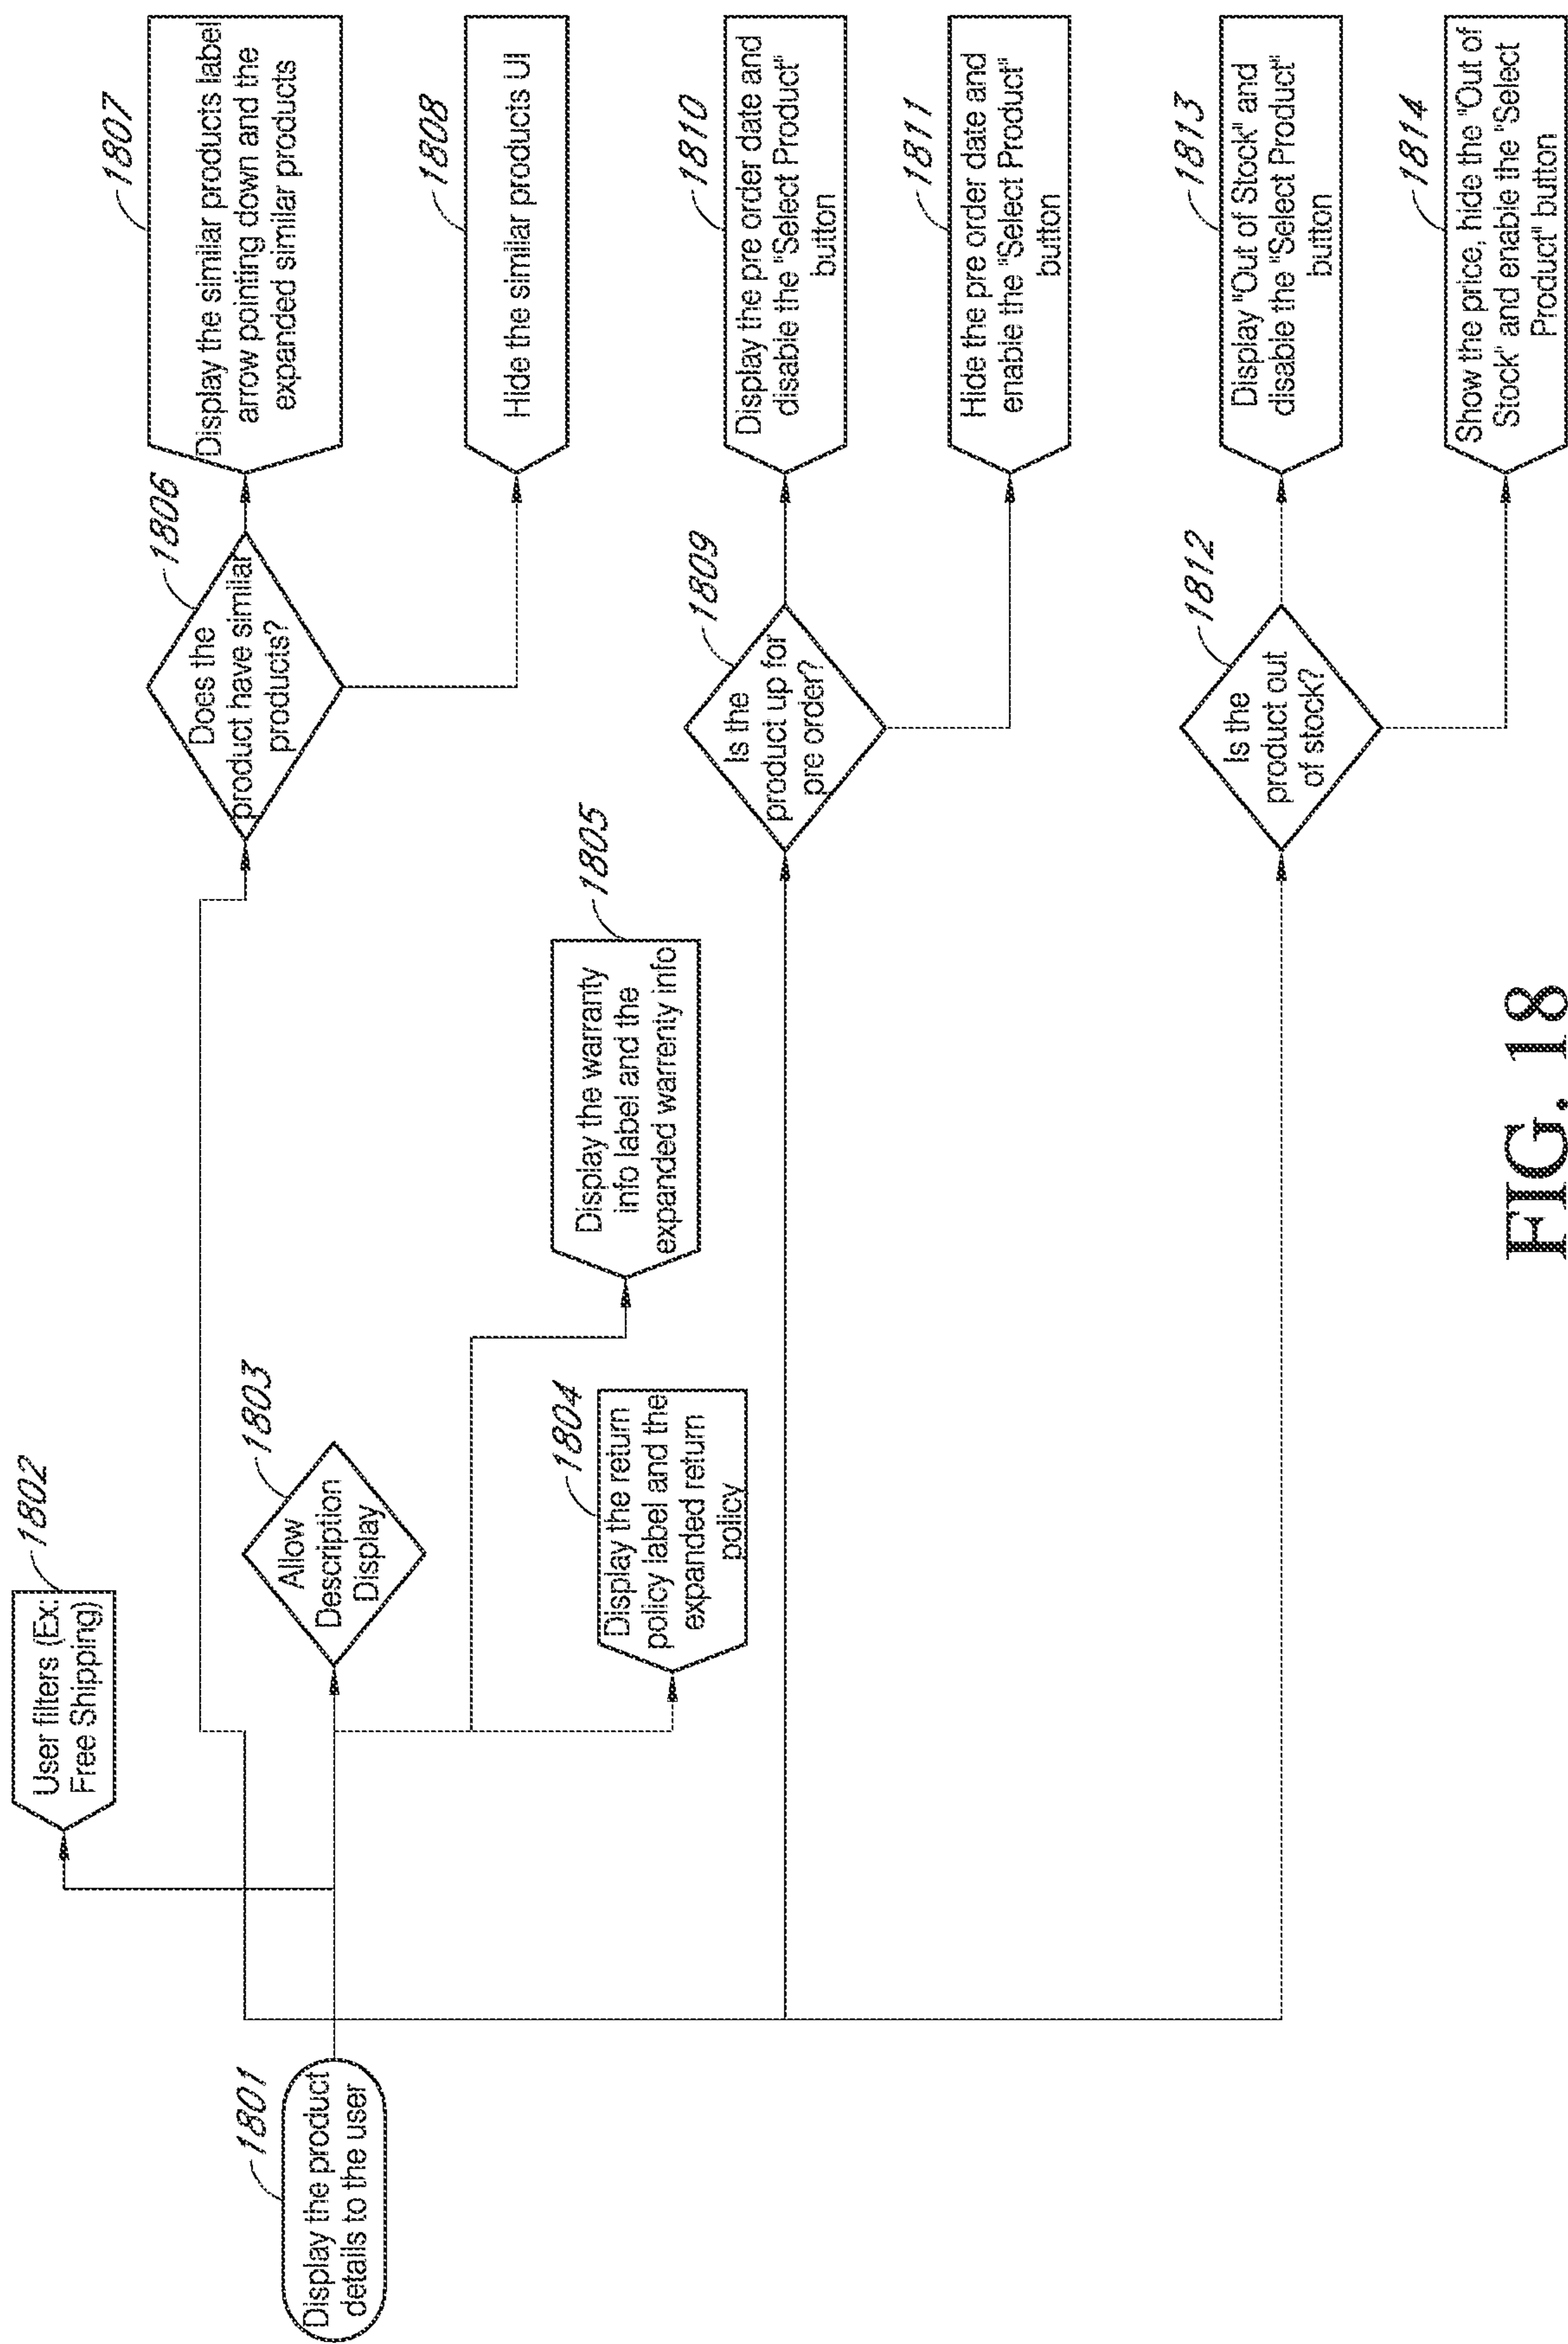 1801
Display the product
details to the user
1802
User filters (Ex:
Free Shipping)
1803
Allow
Description
Display
1804
Display the return
policy label and the
expanded return
policy
1805
Display the warranty
info label and the
expanded warrenty info
1806
Does the
product have similar
products?
1807
Display the similar products label
arrow pointing down and the
expanded similar products
1808
Hide the similar products UI
1809
Is the
product up for
pre order?
1810
Display the pre order date and
disable the "Select Product"
button
1811
Hide the pre order date and
enable the "Select Product"
button
1812
Is the
product out
of stock?
1813
Display "Out of Stock" and
disable the "Select Product"
button
1814
Show the price, hide the "Out of
Stock" and enable the "Select
Product" button
FIG. 18